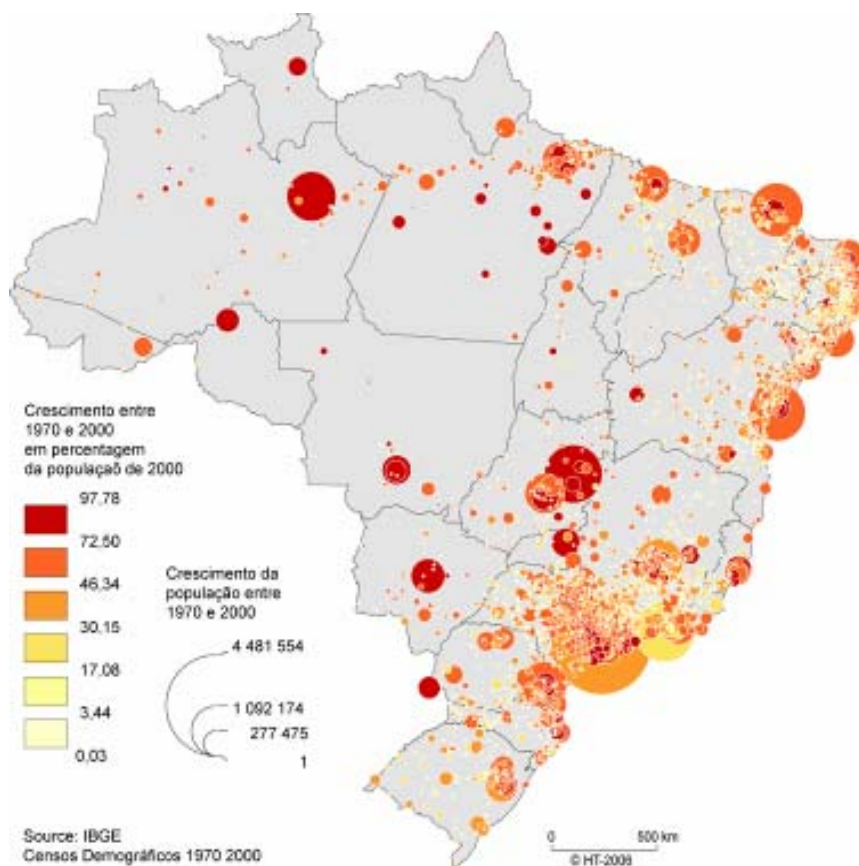 Crescimento entre
1970 e 2000
em percentagem
da populaçaõ de 2000
97,78
72,50
46,34
30,15
17,08
3,44
0,03
Crescimento da
população entre
1970 e 2000
4 481 554
1 092 174
277 475
1
Source: IBGE
Censos Demográficos 1970 2000
0 500 km
© HT-2006